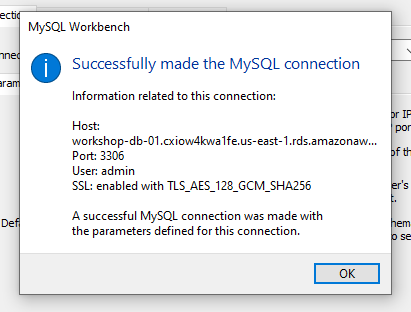 MySQL Workbench
Successfully made the MySQL connection
Information related to this connection:
Host:
workshop-db-01.cxiow4kwa1fe.us-east-1.rds.amazonaw...
Port: 3306
User: admin
SSL: enabled with TLS_AES_128_GCM_SHA256
A successful MySQL connection was made with
the parameters defined for this connection.
OK